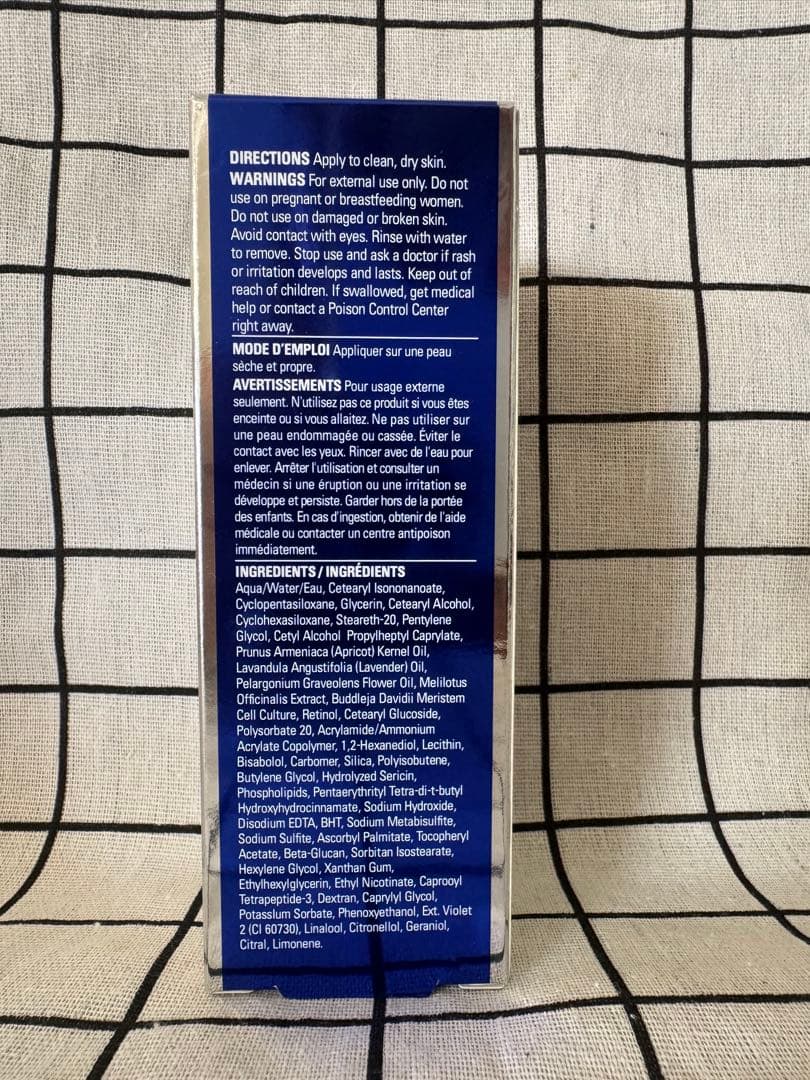 DIRECTIONS Apply to clean, dry skin.
WARNINGS For external use only. Do not
use on pregnant or breastfeeding women.
Do not use on damaged or broken skin.
Avoid contact with eyes. Rinse with water
to remove. Stop use and ask a doctor if rash
or irritation develops and lasts. Keep out of
reach of children. If swallowed, get medical
help or contact a Poison Control Center
right away.
MODE D'EMPLOI Appliquer sur une peau
sèche et propre.
AVERTISSEMENTS Pour usage externe
seulement. N'utilisez pas ce produit si vous êtes
enceinte ou si vous allaitez. Ne pas utiliser sur
une peau endommagée ou cassée. Éviter le
contact avec les yeux. Rincer avec de l'eau pour
enlever. Arrêter l'utilisation et consulter un
médecin si une éruption ou une irritation se
développe et persiste. Garder hors de la portée
des enfants. En cas d'ingestion, obtenir de l'aide
médicale ou contacter un centre antipoison
immédiatement.
INGREDIENTS / INGRÉDIENTS
Aqua/Water/Eau, Cetearyl Isononanoate,
Cyclopentasiloxane, Glycerin, Cetearyl Alcohol,
Cyclohexasiloxane, Steareth-20, Pentylene
Glycol, Cetyl Alcohol Propylheptyl Caprylate,
Prunus Armeniaca (Apricot) Kernel Oil,
Lavandula Angustifolia (Lavender) Oil,
Pelargonium Graveolens Flower Oil, Melilotus
Officinalis Extract, Buddleja Davidii Meristem
Cell Culture, Retinol, Cetearyl Glucoside,
Polysorbate 20, Acrylamide/Ammonium
Acrylate Copolymer, 1,2-Hexanediol, Lecithin,
Bisabolol, Carbomer, Silica, Polyisobutene,
Butylene Glycol, Hydrolyzed Sericin,
Phospholipids, Pentaerythrityl Tetra-di-t-butyl
Hydroxyhydrocinnamate, Sodium Hydroxide,
Disodium EDTA, BHT, Sodium Metabisulfite,
Sodium Sulfite, Ascorbyl Palmitate, Tocopheryl
Acetate, Beta-Glucan, Sorbitan Isostearate,
Hexylene Glycol, Xanthan Gum,
Ethylhexylglycerin, Ethyl Nicotinate, Caprooyl
Tetrapeptide-3, Dextran, Caprylyl Glycol,
Potasslum Sorbate, Phenoxyethanol, Ext. Violet
2 (CI 60730), Linalool, Citronellol, Geraniol,
Citral, Limonene.